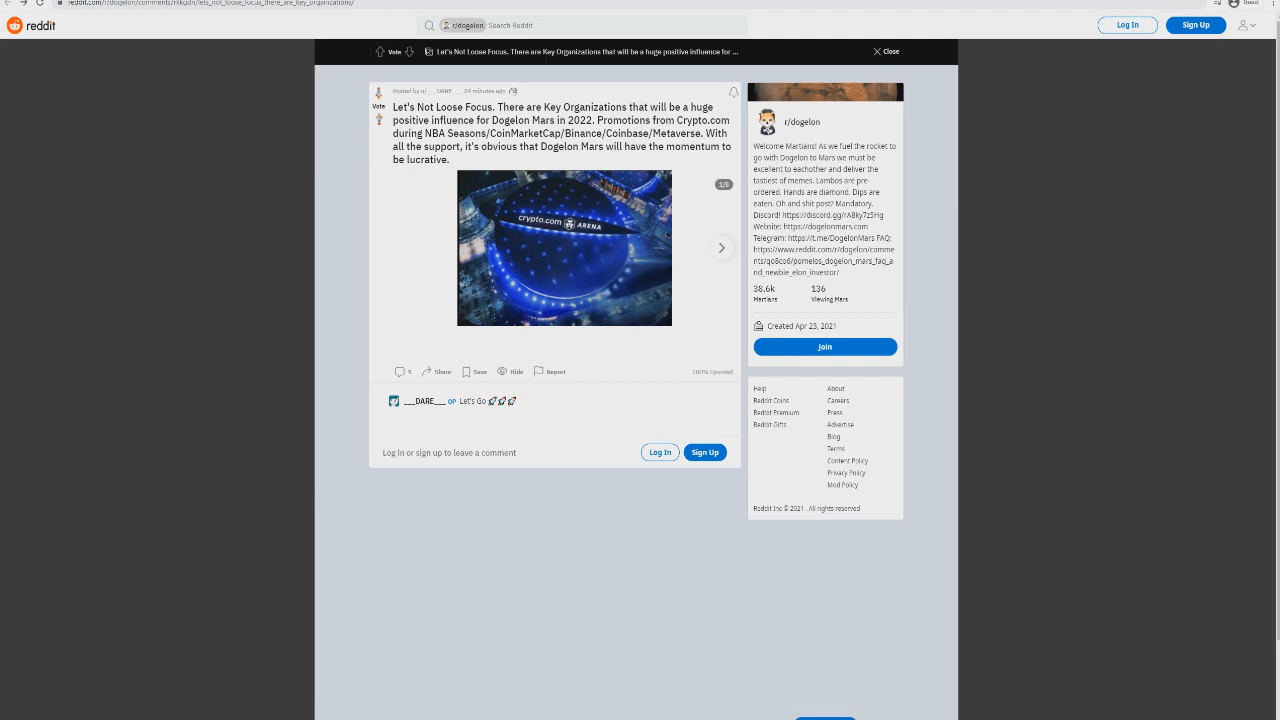 reddit.com/r/dogelon/comments/rkkgdn/lets_not_loose_focus_there_are_key_organizations/
Guest
reddit
r/dogelon
Search Reddit
Log In
Sign Up
Vote
Let's Not Loose Focus. There are Key Organizations that will be a huge positive influence for ...
Close
Posted by u/___DARE___ 24 minutes ago
Vote
Let's Not Loose Focus. There are Key Organizations that will be a huge
positive influence for Dogelon Mars in 2022. Promotions from Crypto.com
during NBA Seasons/CoinMarketCap/Binance/Coinbase/Metaverse. With
all the support, it's obvious that Dogelon Mars will have the momentum to
be lucrative.
crypto.com ARENA
Share
Save
Hide
Report
100% Upvoted
___DARE___ OP Let's Go 🚀🚀🚀
Log in or sign up to leave a comment
Log In
Sign Up
r/dogelon
Welcome Martians! As we fuel the rocket to
go with Dogelon to Mars we must be
excellent to eachother and deliver the
tastiest of memes. Lambos are pre-
ordered. Hands are diamond. Dips are
eaten. Oh and shit post? Mandatory.
Discord! https://discord.gg/rA8ky7z5Hg
Website: https://dogelonmars.com
Telegram: https://t.me/DogelonMars FAQ:
https://www.reddit.com/r/dogelon/comme
nts/qo8co6/pomelos_dogelon_mars_faq_a
nd_newbie_elon_investor/
38.6k
Martians
136
Viewing Mars
Created Apr 23, 2021
Join
Help
Reddit Coins
Reddit Premium
Reddit Gifts
About
Careers
Press
Advertise
Blog
Terms
Content Policy
Privacy Policy
Mod Policy
Reddit Inc © 2021 . All rights reserved